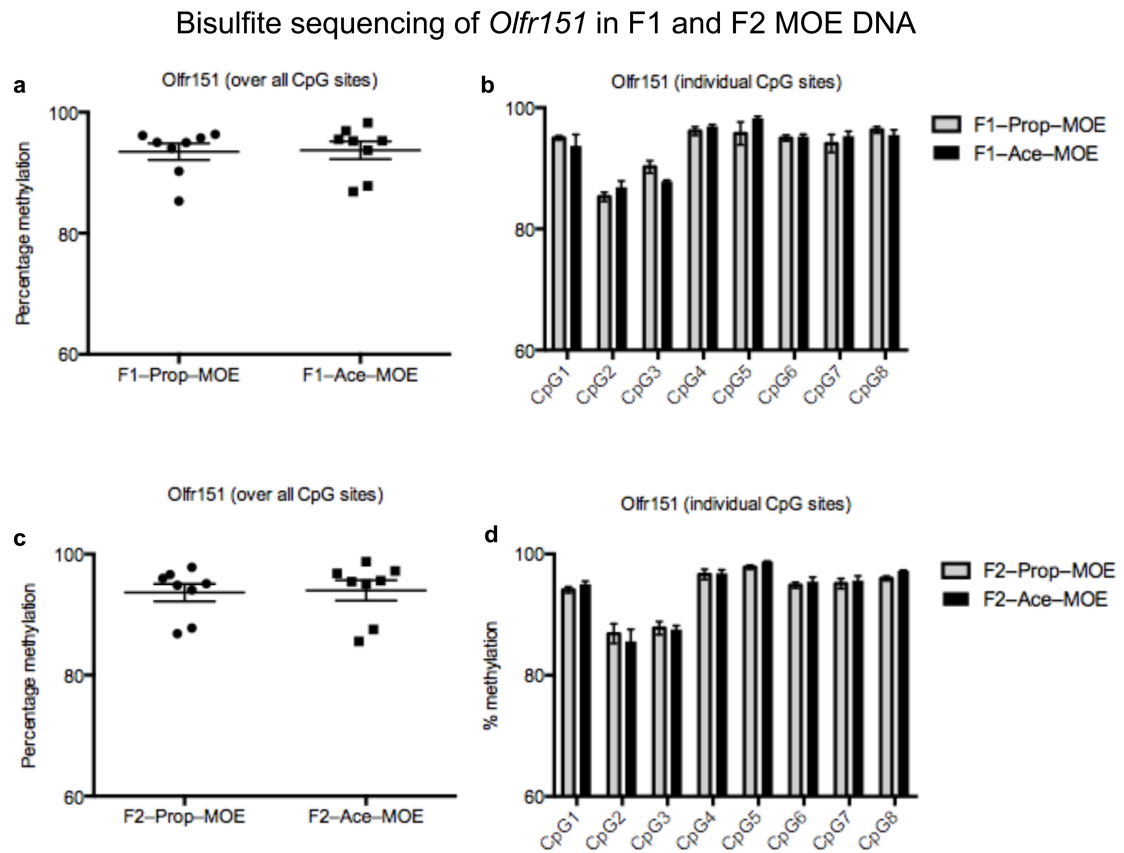 Bisulfite sequencing of Olfr151 in F1 and F2 MOE DNA
a
Olfr151 (over all CpG sites)
100
80
60
Percentage methylation
F1–Prop–MOE
F1–Ace–MOE
b
Olfr151 (individual CpG sites)
100
80
60
CpG1
CpG2
CpG3
CpG4
CpG5
CpG6
CpG7
CpG8
F1–Prop–MOE
F1–Ace–MOE
c
Olfr151 (over all CpG sites)
100
80
60
Percentage methylation
F2–Prop–MOE
F2–Ace–MOE
d
Olfr151 (individual CpG sites)
100
80
60
% methylation
CpG1
CpG2
CpG3
CpG4
CpG5
CpG6
CpG7
CpG8
F2–Prop–MOE
F2–Ace–MOE